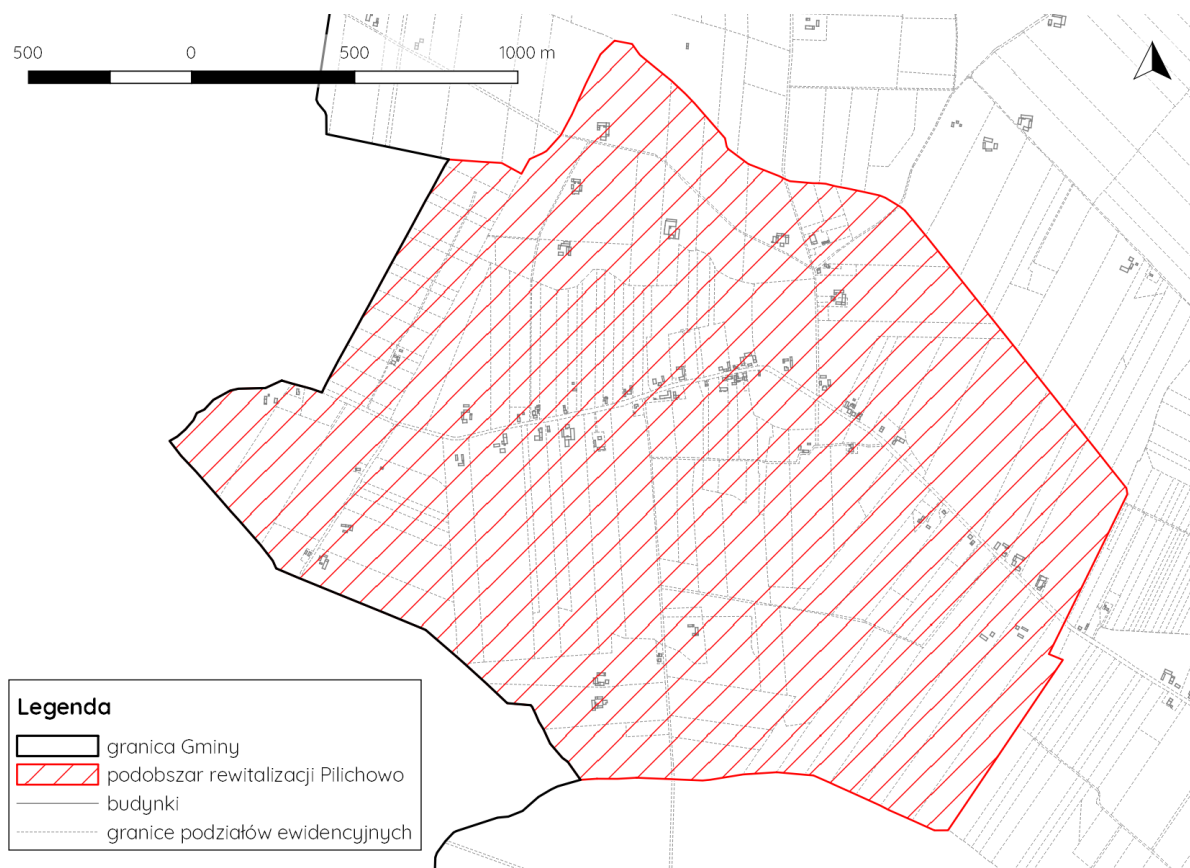 500 0 500 1000 m
Legenda
granica Gminy
podobszar rewitalizacji Pilichowo
budynki
granice podziałów ewidencyjnych